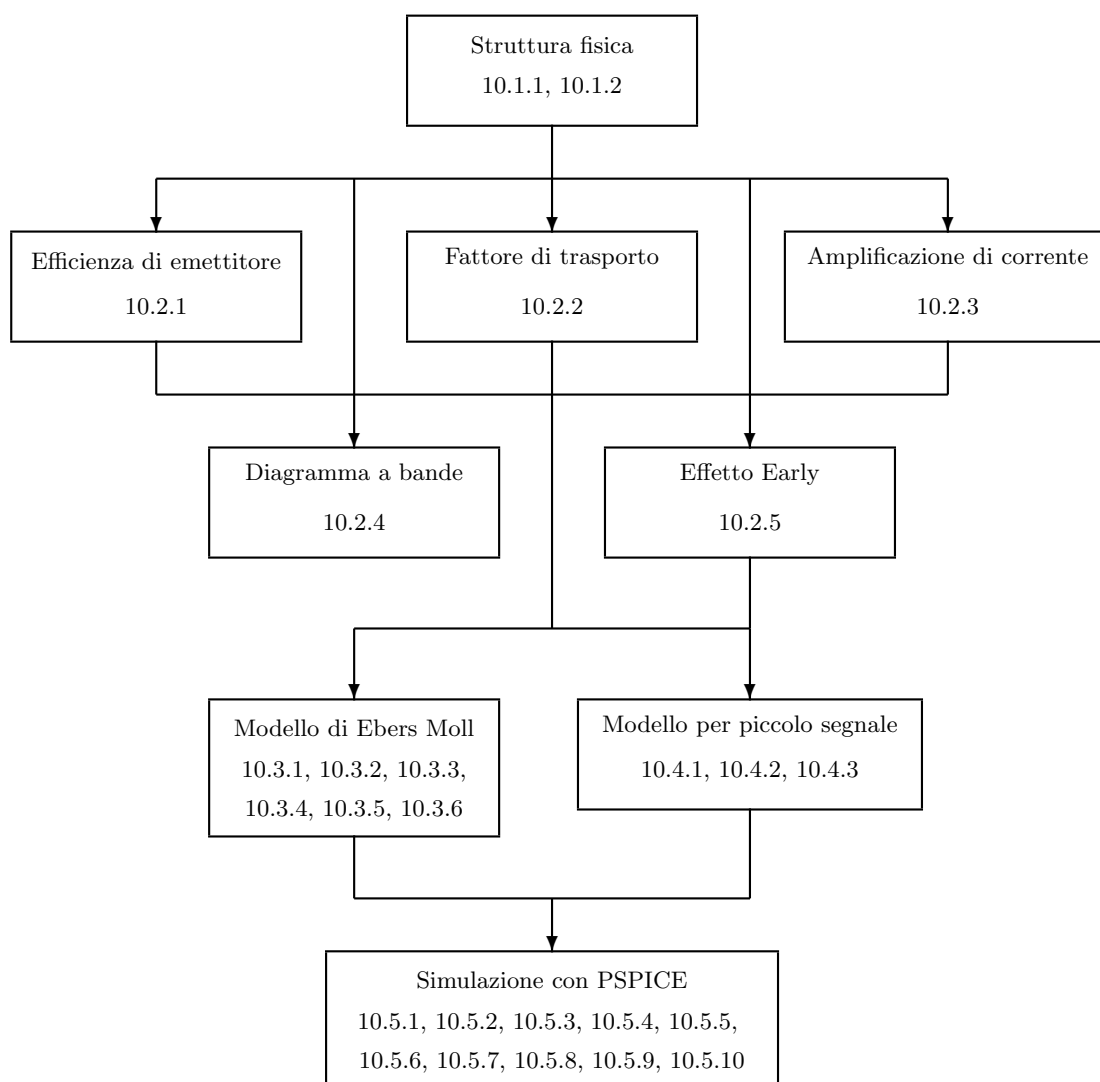 Struttura fisica
10.1.1, 10.1.2
Efficienza di emettitore
10.2.1
Fattore di trasporto
10.2.2
Amplificazione di corrente
10.2.3
Diagramma a bande
10.2.4
Effetto Early
10.2.5
Modello di Ebers Moll
10.3.1, 10.3.2, 10.3.3,
10.3.4, 10.3.5, 10.3.6
Modello per piccolo segnale
10.4.1, 10.4.2, 10.4.3
Simulazione con PSPICE
10.5.1, 10.5.2, 10.5.3, 10.5.4, 10.5.5,
10.5.6, 10.5.7, 10.5.8, 10.5.9, 10.5.10